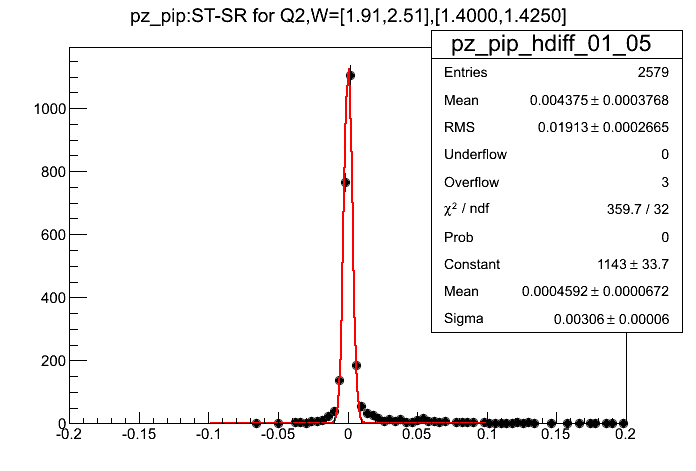 pz_pip:ST-SR for Q2,W=[1.91,2.51],[1.4000,1.4250]
pz_pip_hdiff_01_05
Entries 2579
Mean 0.004375 ± 0.0003768
RMS 0.01913 ± 0.0002665
Underflow 0
Overflow 3
χ² / ndf 359.7 / 32
Prob 0
Constant 1143 ± 33.7
Mean 0.0004592 ± 0.0000672
Sigma 0.00306 ± 0.00006
1000
800
600
400
200
0
-0.2 -0.15 -0.1 -0.05 0 0.05 0.1 0.15 0.2